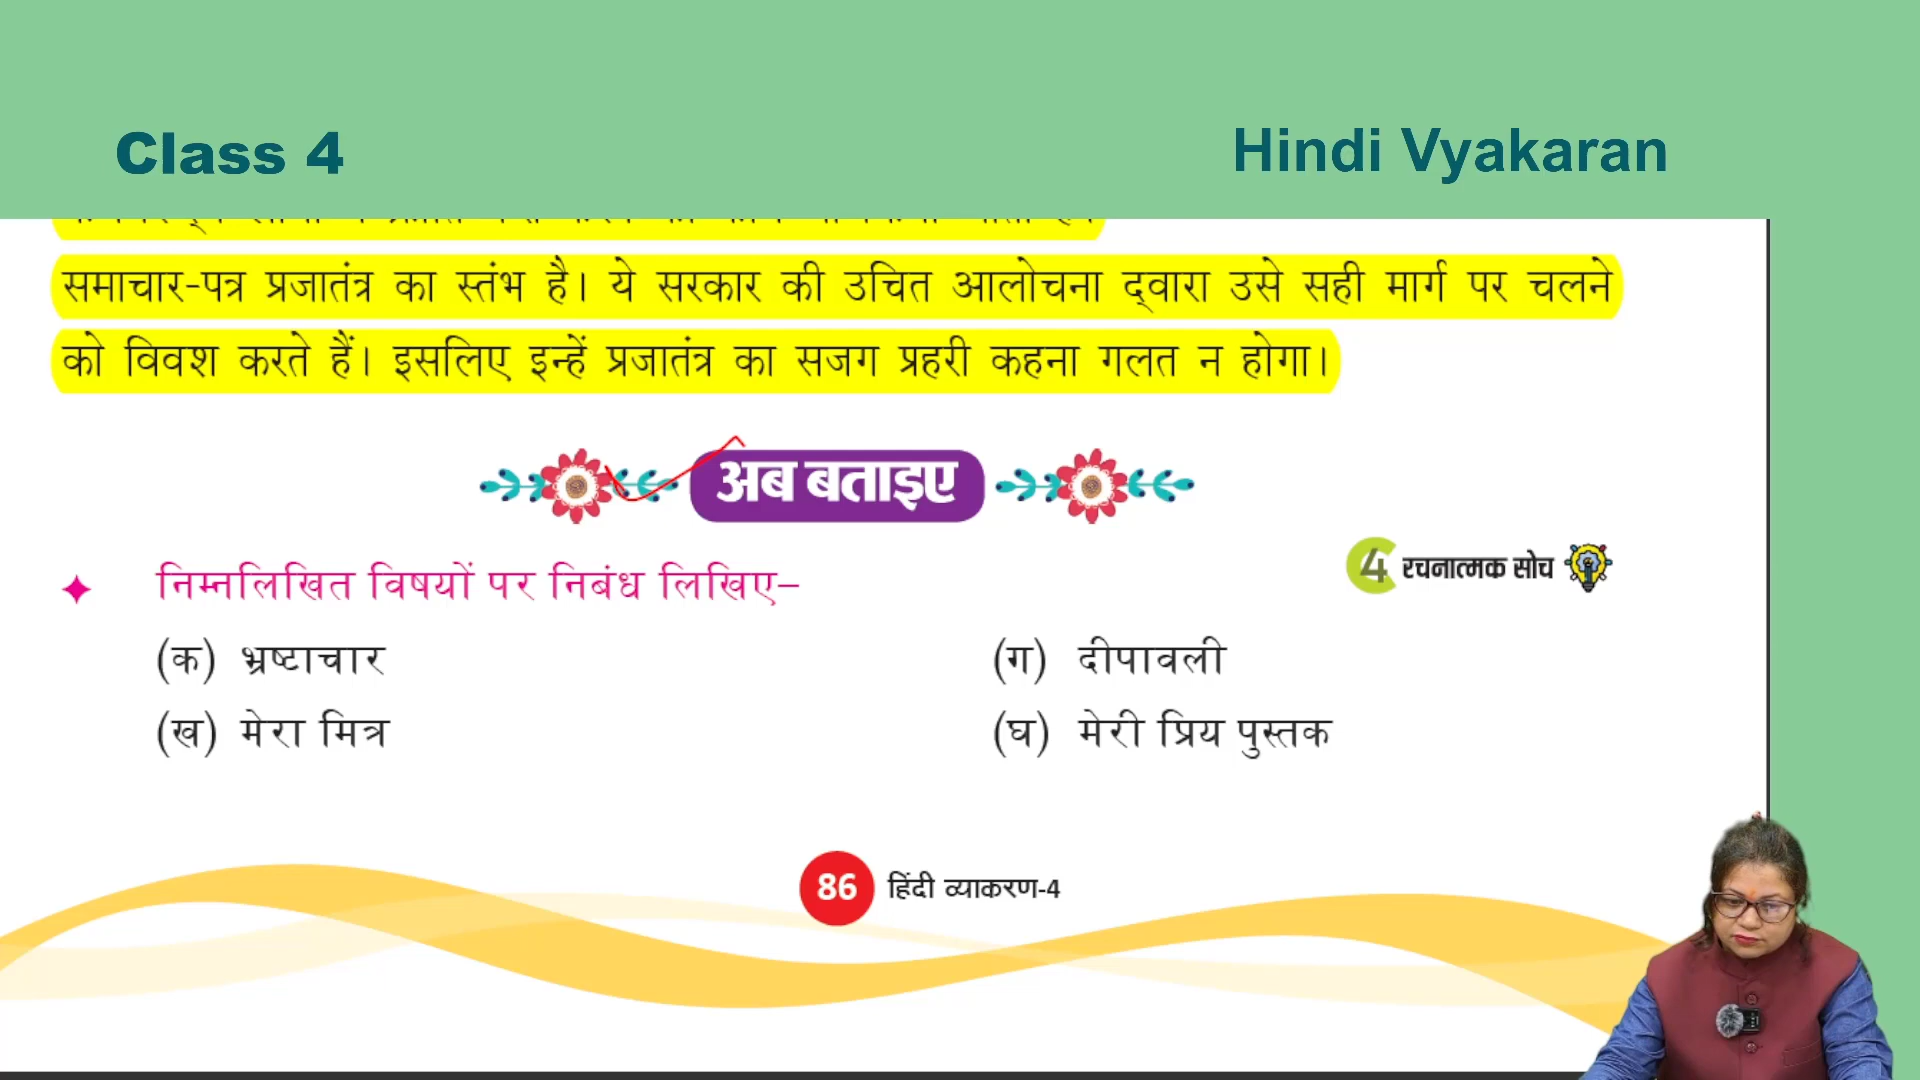 Class 4
Hindi Vyakaran
समाचार-पत्र प्रजातंत्र का स्तंभ है। ये सरकार की उचित आलोचना द्वारा उसे सही मार्ग पर चलने
को विवश करते हैं। इसलिए इन्हें प्रजातंत्र का सजग प्रहरी कहना गलत न होगा।
अब बताइए
निम्नलिखित विषयों पर निबंध लिखिए–
4C रचनात्मक सोच
(क) भ्रष्टाचार
(ग) दीपावली
(ख) मेरा मित्र
(घ) मेरी प्रिय पुस्तक
86 हिंदी व्याकरण-4